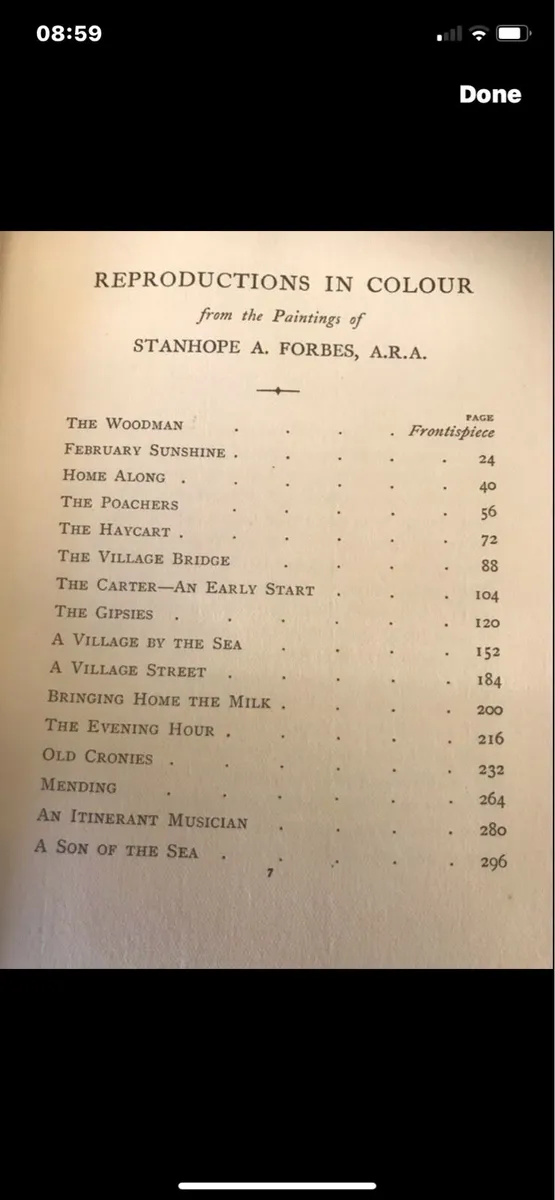 08:59
Done
REPRODUCTIONS IN COLOUR
from the Paintings of
STANHOPE A. FORBES, A.R.A.
PAGE
THE WOODMAN . . . . Frontispiece
FEBRUARY SUNSHINE . . . . . 24
HOME ALONG . . . . . . 40
THE POACHERS . . . . . 56
THE HAYCART . . . . . . 72
THE VILLAGE BRIDGE . . . . 88
THE CARTER—AN EARLY START . . . 104
THE GIPSIES . . . . . . 120
A VILLAGE BY THE SEA . . . . 152
A VILLAGE STREET . . . . . 184
BRINGING HOME THE MILK . . . . 200
THE EVENING HOUR . . . . . 216
OLD CRONIES . . . . . . 232
MENDING . . . . . . 264
AN ITINERANT MUSICIAN . . . . 280
A SON OF THE SEA . . . . . 296
7